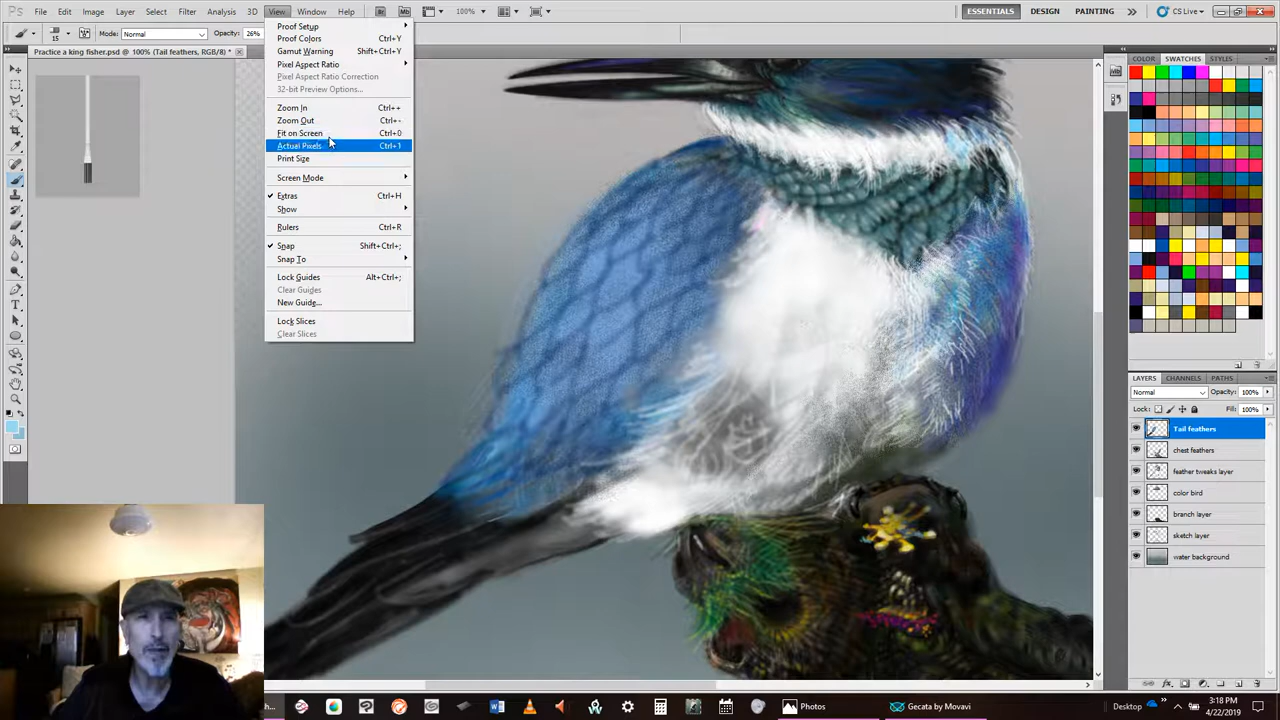 Ps File Edit Image Layer Select Filter Analysis 3D View Window Help Br Mb 100% ESSENTIALS DESIGN PAINTING CS Live
15 Mode: Normal Opacity: 26%
Practice a king fisher.psd @ 100% (Tail feathers, RGB/8) *
Proof Setup
Proof Colors Ctrl+Y
Gamut Warning Shift+Ctrl+Y
Pixel Aspect Ratio
Pixel Aspect Ratio Correction
32-bit Preview Options...
Zoom In Ctrl++
Zoom Out Ctrl+-
Fit on Screen Ctrl+0
Actual Pixels Ctrl+1
Print Size
Screen Mode
Extras Ctrl+H
Show
Rulers Ctrl+R
Snap Shift+Ctrl+;
Snap To
Lock Guides Alt+Ctrl+;
Clear Guides
New Guide...
Lock Slices
Clear Slices
COLOR SWATCHES STYLES
LAYERS CHANNELS PATHS
Normal Opacity: 100%
Lock: Fill: 100%
Tail feathers
chest feathers
feather tweaks layer
color bird
branch layer
sketch layer
water background
Photos Gecata by Movavi Desktop 3:18 PM
4/22/2019